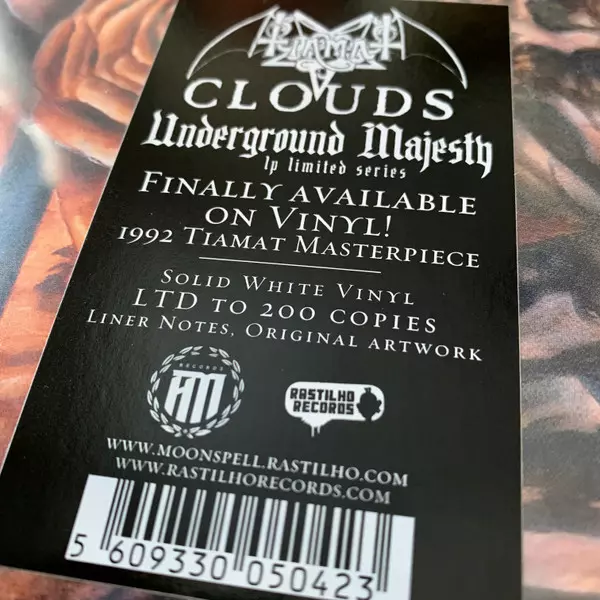 TIAMAT
CLOUDS
Underground Majesty
lp limited series
FINALLY AVAILABLE
ON VINYL!
1992 TIAMAT MASTERPIECE
SOLID WHITE VINYL
LTD TO 200 COPIES
LINER NOTES, ORIGINAL ARTWORK
RECORDS
AM
RASTILHO
RECORDS
WWW.MOONSPELL.RASTILHO.COM
WWW.RASTILHORECORDS.COM
5 609330 050423